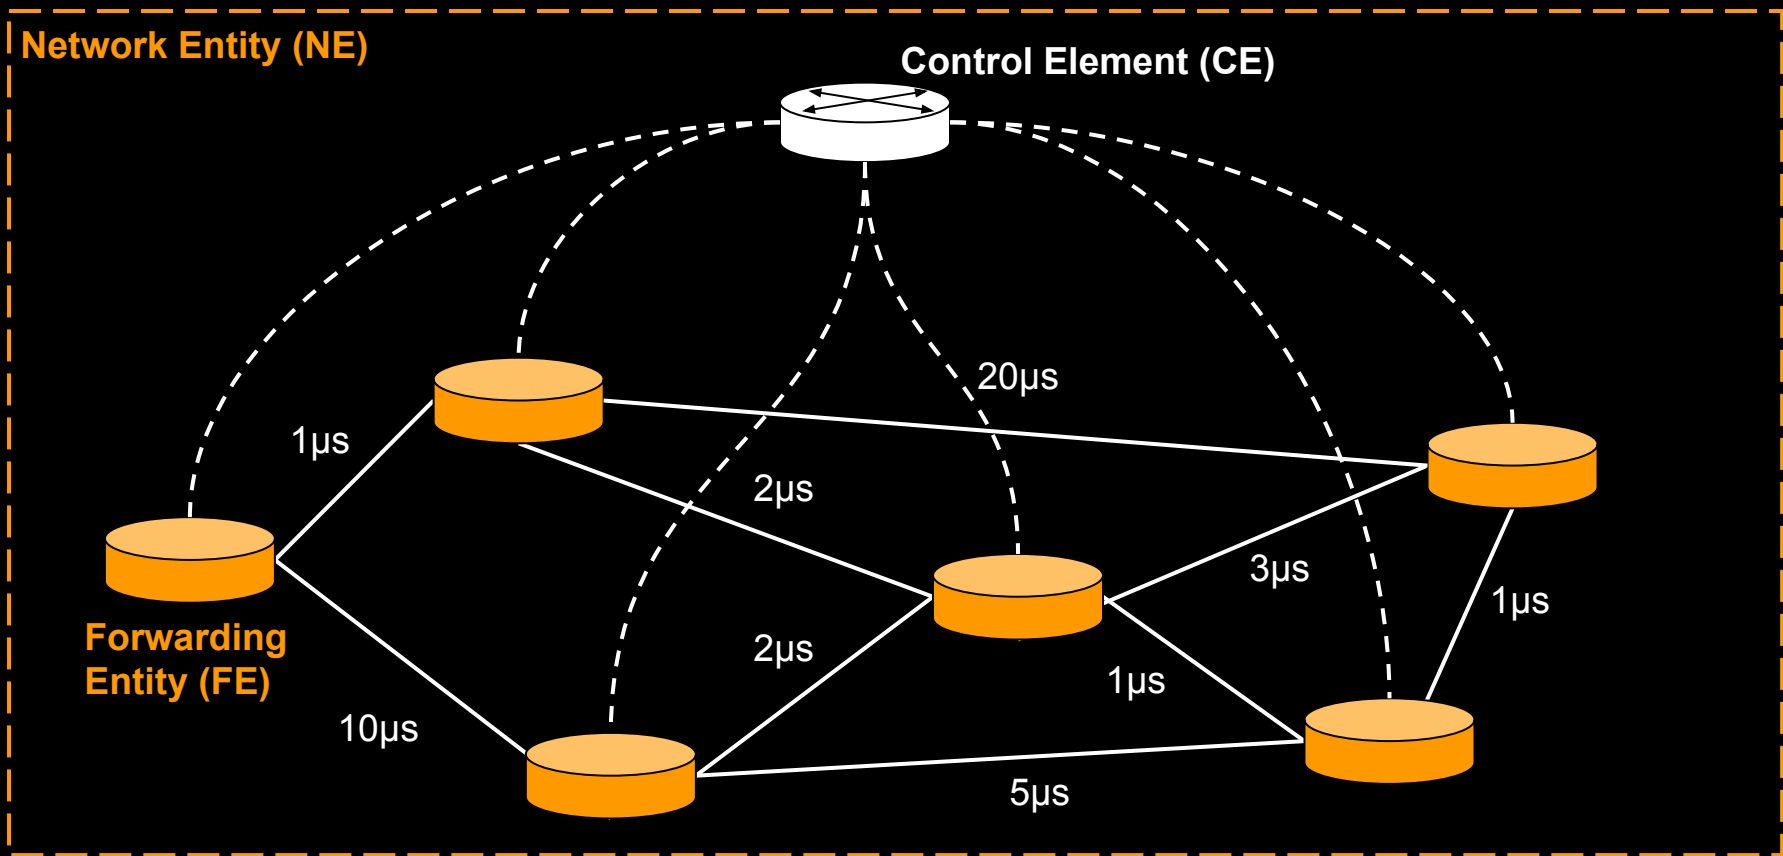 Network Entity (NE)
Control Element (CE)
20µs
1µs
2µs
3µs
1µs
Forwarding
Entity (FE)
2µs
1µs
10µs
5µs